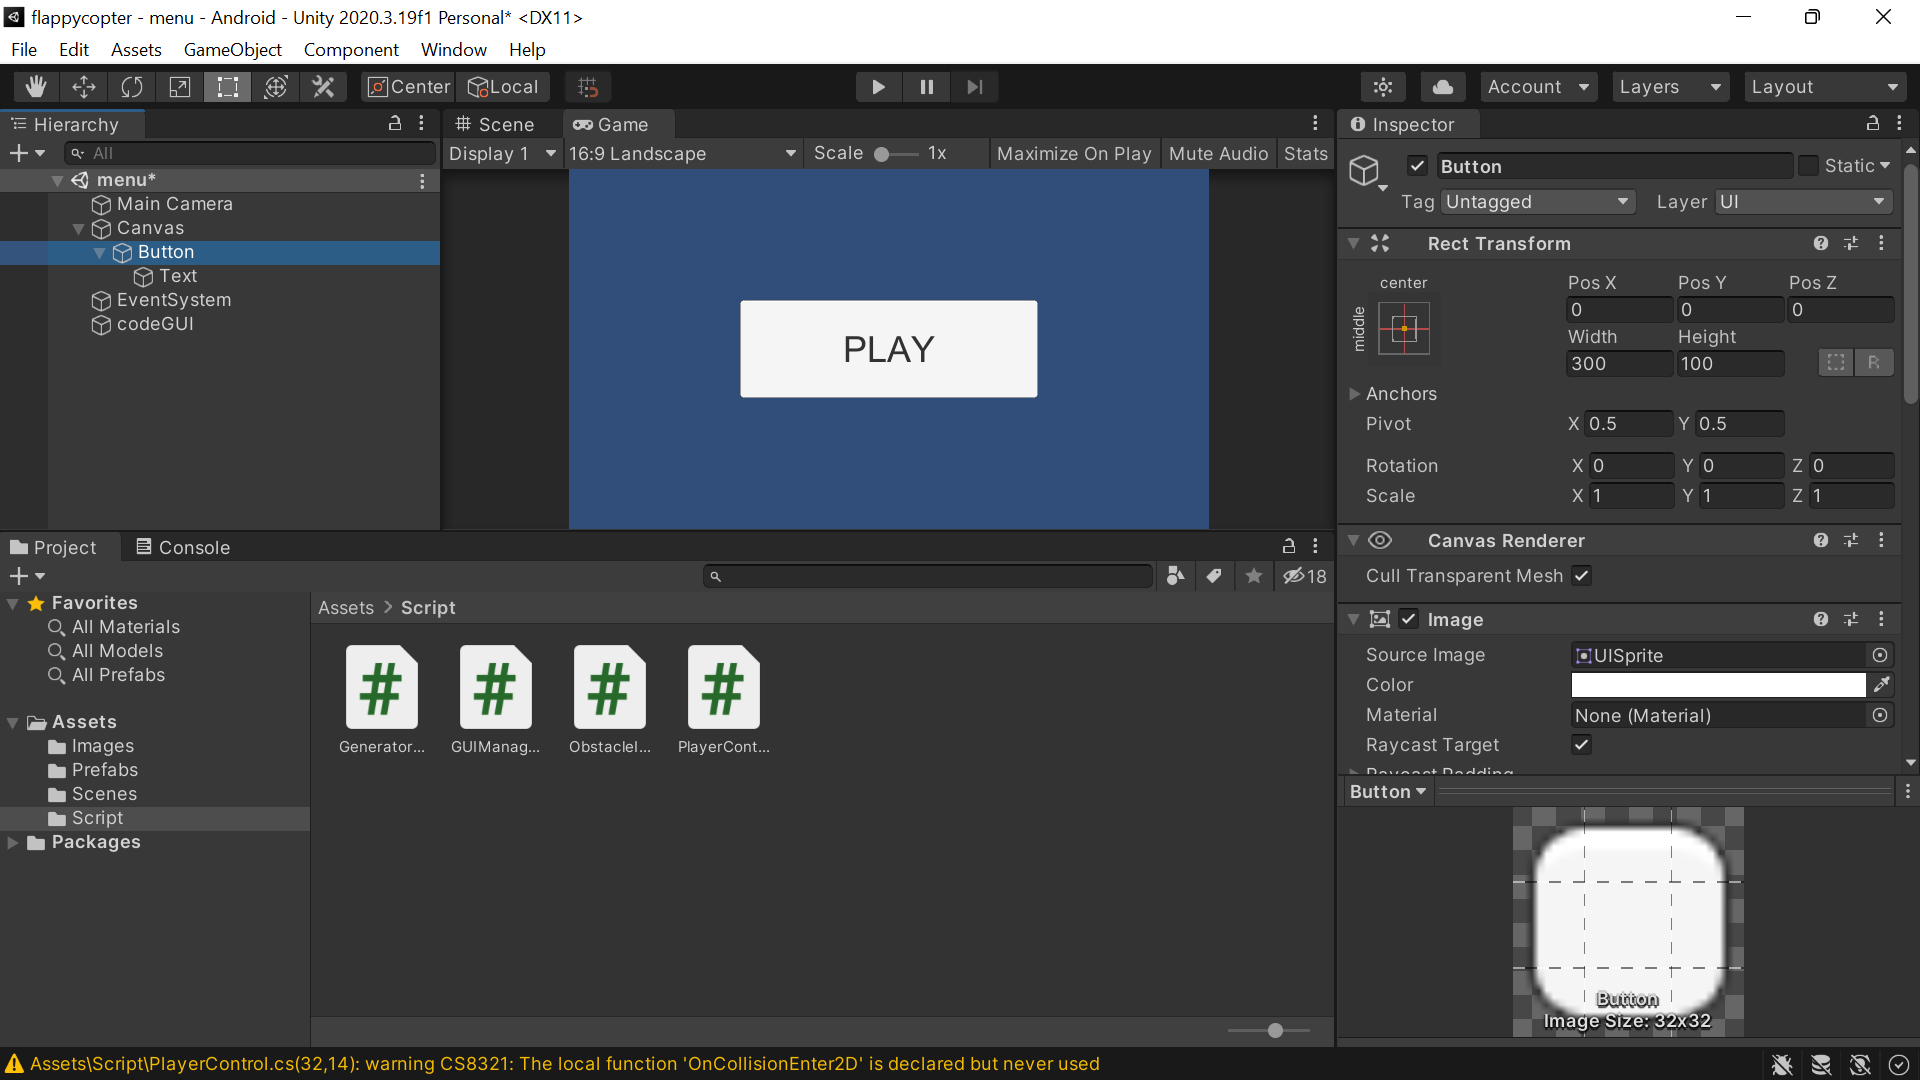 flappycopter - menu - Android - Unity 2020.3.19f1 Personal* <DX11>
File Edit Assets GameObject Component Window Help
Center Local Account Layers Layout
Hierarchy
All
menu*
Main Camera
Canvas
Button
Text
EventSystem
codeGUI
Scene Game
Display 1 16:9 Landscape Scale 1x Maximize On Play Mute Audio Stats
PLAY
Project Console
18
Favorites
All Materials
All Models
All Prefabs
Assets
Images
Prefabs
Scenes
Script
Packages
Assets > Script
Generator... GUIManag... ObstacleI... PlayerCont...
Inspector
Button Static
Tag Untagged Layer UI
Rect Transform
center
middle
Pos X Pos Y Pos Z
0 0 0
Width Height
300 100 R
Anchors
Pivot X 0.5 Y 0.5
Rotation X 0 Y 0 Z 0
Scale X 1 Y 1 Z 1
Canvas Renderer
Cull Transparent Mesh
Image
Source Image UISprite
Color
Material None (Material)
Raycast Target
Raycast Padding
Button
Button
Image Size: 32x32
Assets\Script\PlayerControl.cs(32,14): warning CS8321: The local function 'OnCollisionEnter2D' is declared but never used